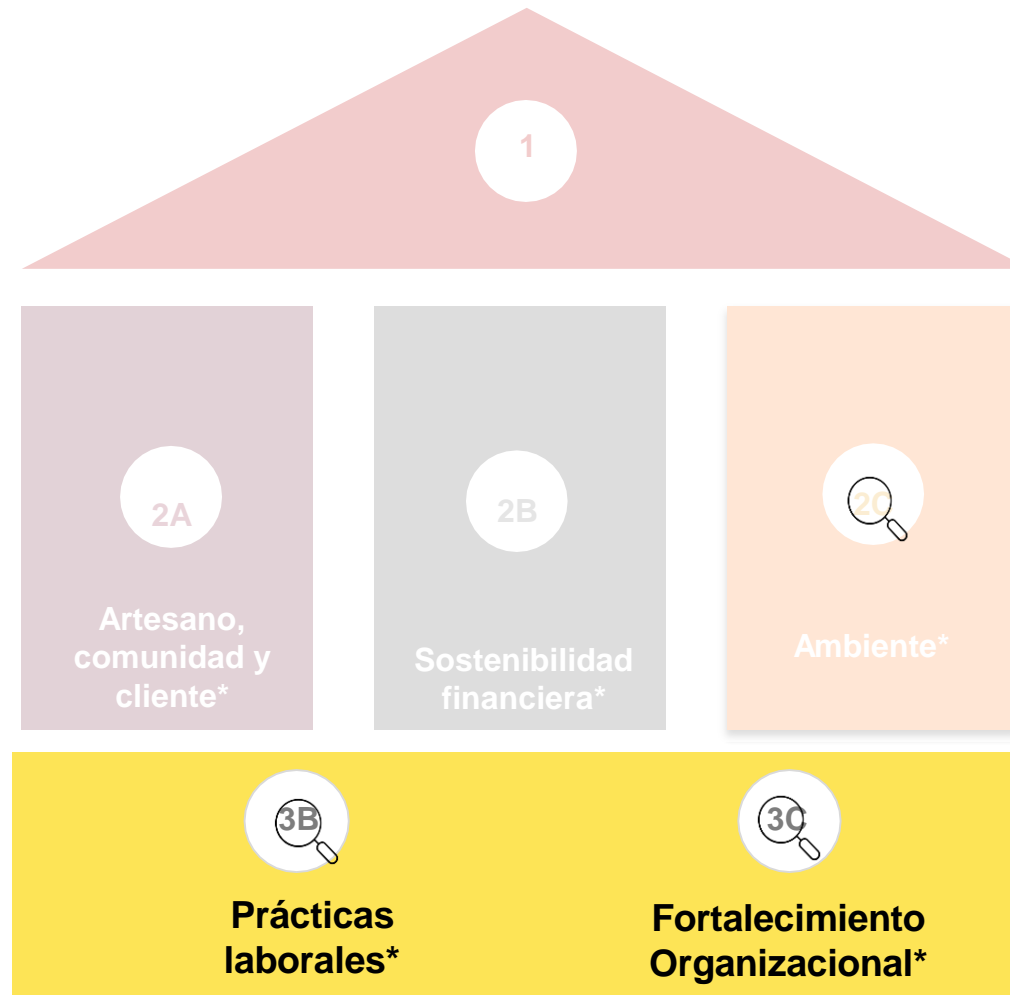 1
2A
2B
2C
Artesano,
comunidad y
cliente*
Sostenibilidad
financiera*
Ambiente*
3B
3C
Prácticas
laborales*
Fortalecimiento
Organizacional*